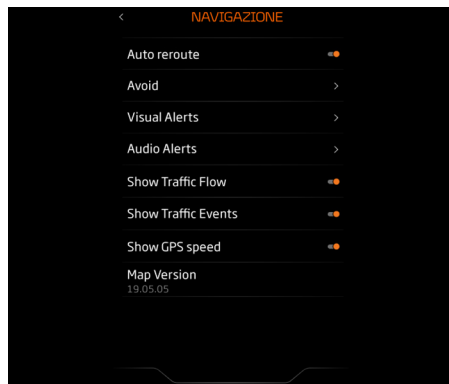 NAVIGAZIONE
Auto reroute
Avoid
Visual Alerts
Audio Alerts
Show Traffic Flow
Show Traffic Events
Show GPS speed
Map Version
19.05.05